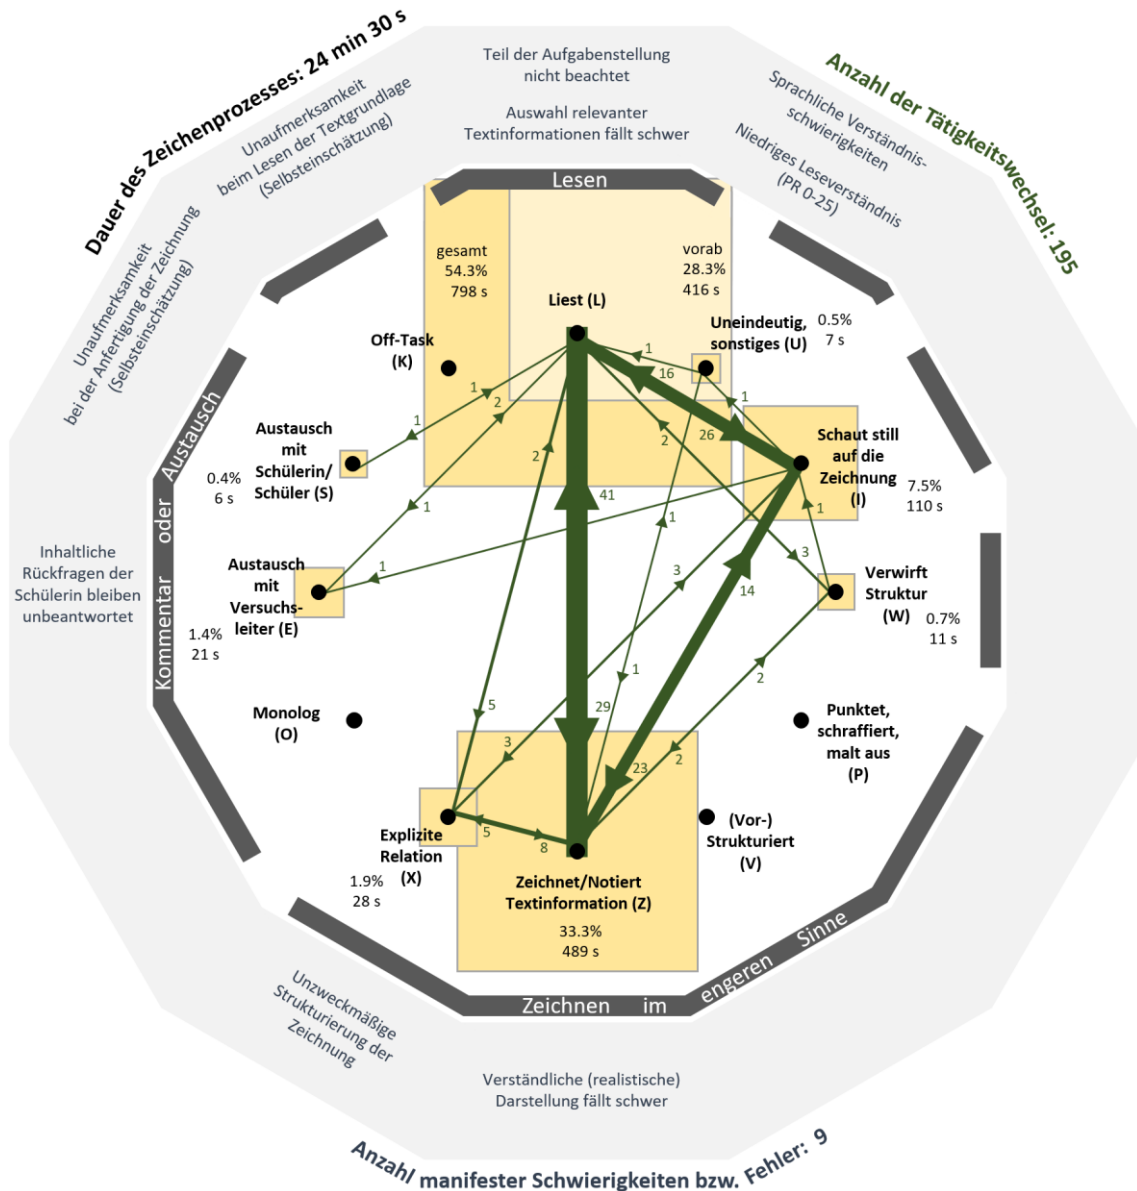 Dauer des Zeichenprozesses: 24 min 30 s
Anzahl der Tätigkeitswechsel: 195
Teil der Aufgabenstellung
nicht beachtet
Auswahl relevanter
Textinformationen fällt schwer
Sprachliche Verständnis-
schwierigkeiten
Niedriges Leseverständnis
(PR 0-25)
Unaufmerksamkeit
beim Lesen der Textgrundlage
(Selbsteinschätzung)
Unaufmerksamkeit
bei der Anfertigung der Zeichnung
(Selbsteinschätzung)
Inhaltliche
Rückfragen der
Schülerin bleiben
unbeantwortet
Lesen
gesamt
54.3%
798 s
vorab
28.3%
416 s
Liest (L)
Off-Task
(K)
Uneindeutig,
sonstiges (U)
0.5%
7 s
Austausch
mit
Schülerin/
Schüler (S)
0.4%
6 s
Schaut still
auf die
Zeichnung
(I)
7.5%
110 s
Kommentar oder Austausch
Austausch
mit
Versuchs-
leiter (E)
1.4%
21 s
Verwirft
Struktur
(W)
0.7%
11 s
Monolog
(O)
Punktet,
schraffiert,
malt aus
(P)
Explizite
Relation
(X)
1.9%
28 s
(Vor-)
Strukturiert
(V)
Zeichnet/Notiert
Textinformation (Z)
33.3%
489 s
1
16
1
26
2
1
1
2
2
41
1
1
1
3
1
3
14
1
2
5
29
3
23
2
5
8
Zeichnen im engeren Sinne
Unzweckmäßige
Strukturierung der
Zeichnung
Verständliche (realistische)
Darstellung fällt schwer
Anzahl manifester Schwierigkeiten bzw. Fehler: 9